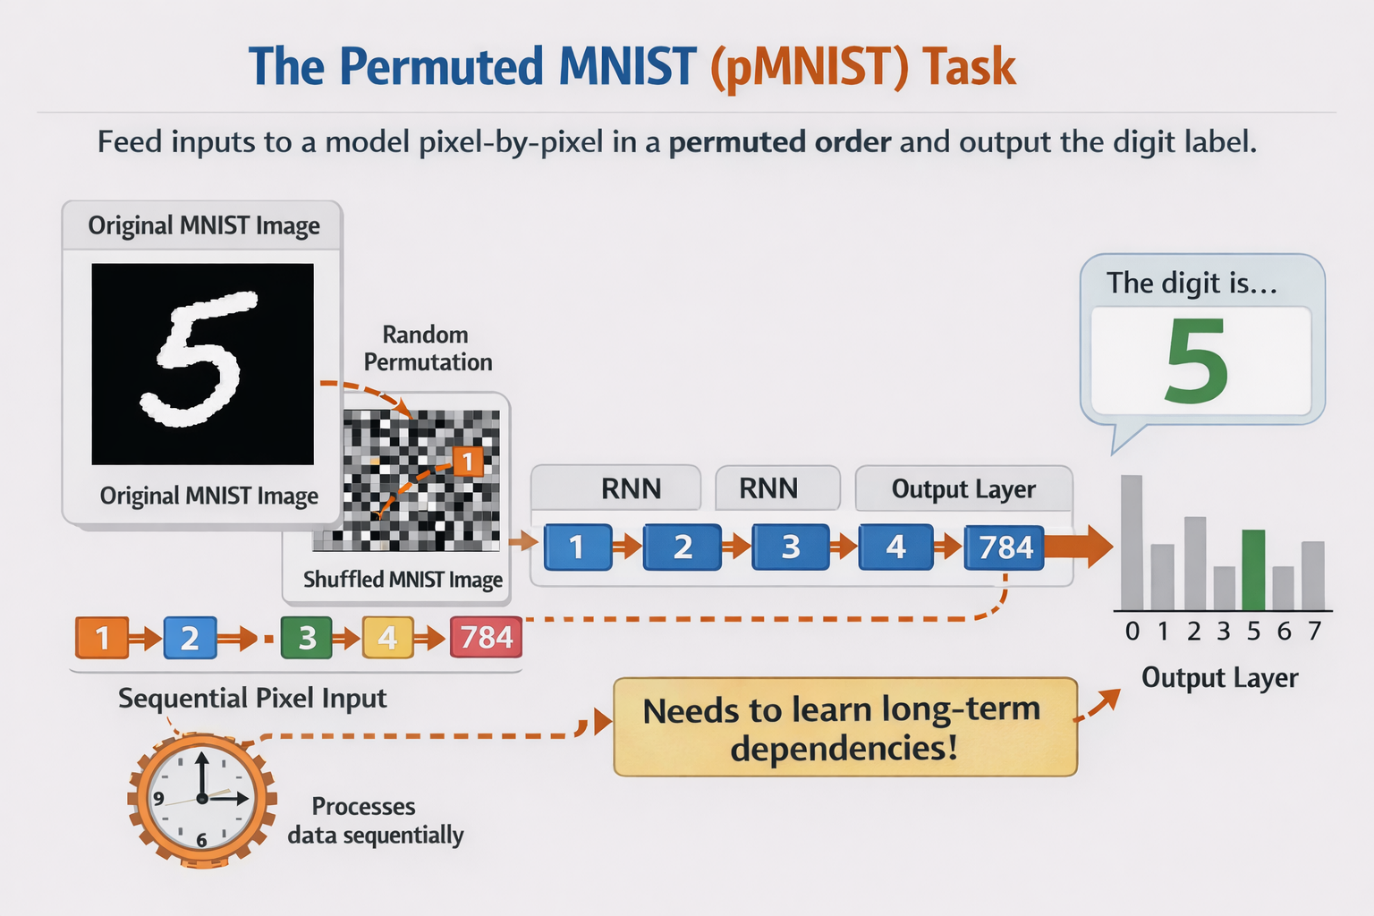 The Permuted MNIST (pMNIST) Task
Feed inputs to a model pixel-by-pixel in a permuted order and output the digit label.
Original MNIST Image
Original MNIST Image
Random
Permutation
1
Shuffled MNIST Image
RNN
RNN
Output Layer
1
2
3
4
784
The digit is...
5
0 1 2 3 5 6 7
Output Layer
1
2
3
4
784
Sequential Pixel Input
9
6
Processes
data sequentially
Needs to learn long-term
dependencies!